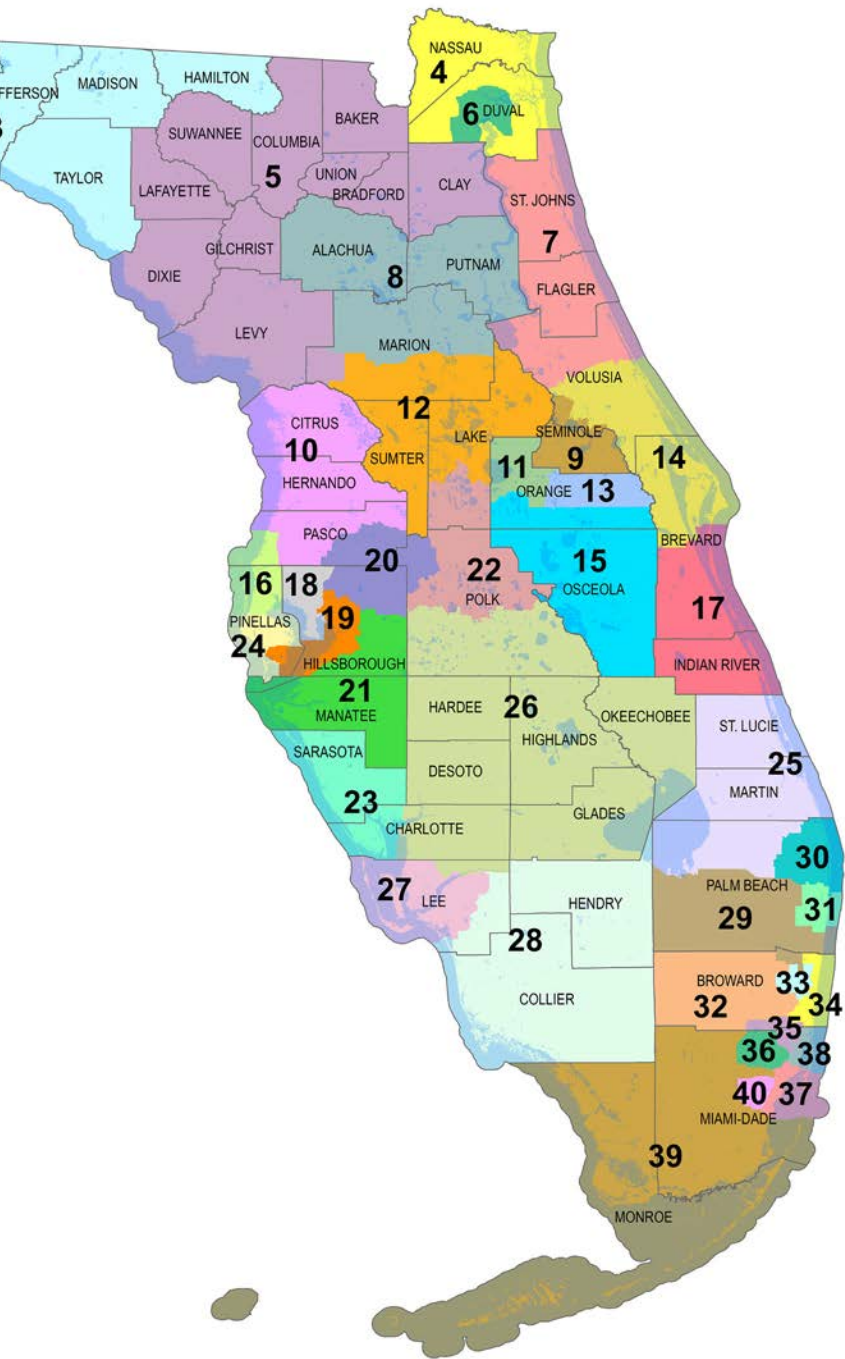 NASSAU
4
HAMILTON
MADISON
FFERSON
6 DUVAL
BAKER
SUWANNEE
COLUMBIA
5
UNION
BRADFORD
CLAY
TAYLOR
LAFAYETTE
ST. JOHNS
7
GILCHRIST
ALACHUA
8
PUTNAM
DIXIE
FLAGLER
LEVY
MARION
VOLUSIA
12
CITRUS
10
LAKE
SEMINOLE
9
14
SUMTER
11
HERNANDO
ORANGE 13
PASCO
BREVARD
20
15
OSCEOLA
22
POLK
16
18
17
19
PINELLAS
24
HILLSBOROUGH
INDIAN RIVER
21
MANATEE
HARDEE
26
HIGHLANDS
OKEECHOBEE
ST. LUCIE
SARASOTA
25
DESOTO
MARTIN
23
GLADES
CHARLOTTE
30
27
LEE
HENDRY
PALM BEACH
29
31
28
BROWARD
33
32
34
COLLIER
35
36
38
40
37
MIAMI-DADE
39
MONROE